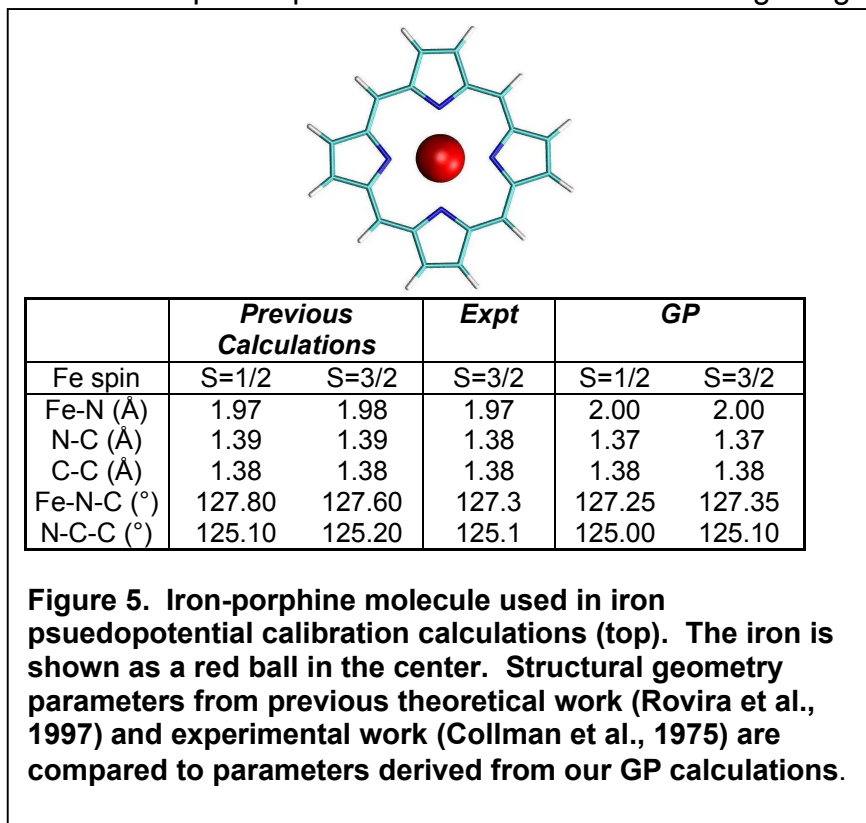 Previous Calculations Expt GP
Fe spin S=1/2 S=3/2 S=3/2 S=1/2 S=3/2
Fe-N (Å) 1.97 1.98 1.97 2.00 2.00
N-C (Å) 1.39 1.39 1.38 1.37 1.37
C-C (Å) 1.38 1.38 1.38 1.38 1.38
Fe-N-C (°) 127.80 127.60 127.3 127.25 127.35
N-C-C (°) 125.10 125.20 125.1 125.00 125.10
Figure 5. Iron-porphine molecule used in iron
psuedopotential calibration calculations (top). The iron is
shown as a red ball in the center. Structural geometry
parameters from previous theoretical work (Rovira et al.,
1997) and experimental work (Collman et al., 1975) are
compared to parameters derived from our GP calculations.